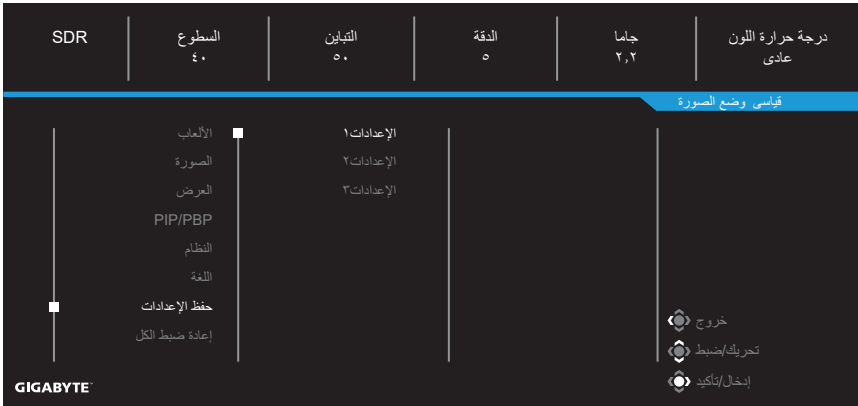 درجة حرارة اللون
عادى
جاما
٢,٢
الدقة
٥
التباين
٥٠
السطوع
٤٠
SDR
قياسى وضع الصورة
الألعاب
الصورة
العرض
PIP/PBP
النظام
اللغة
حفظ الإعدادات
إعادة ضبط الكل
الإعدادات١
الإعدادات٢
الإعدادات٣
خروج
تحريك/ضبط
إدخال/تأكيد
GIGABYTE™